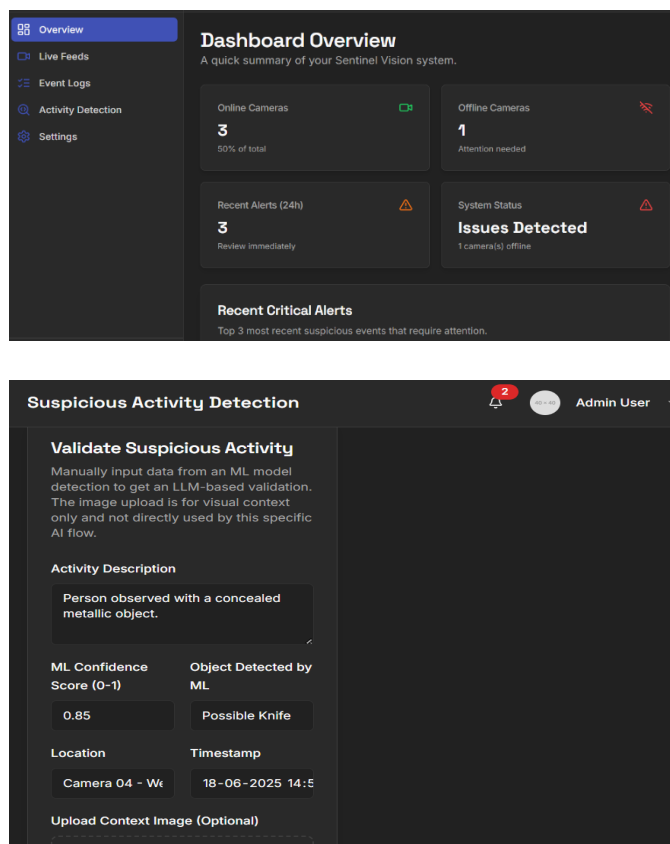 Overview
Live Feeds
Event Logs
Activity Detection
Settings
Dashboard Overview
A quick summary of your Sentinel Vision system.
Online Cameras
3
50% of total
Offline Cameras
1
Attention needed
Recent Alerts (24h)
3
Review immediately
System Status
Issues Detected
1 camera(s) offline
Recent Critical Alerts
Top 3 most recent suspicious events that require attention.
Suspicious Activity Detection
2
Admin User
Validate Suspicious Activity
Manually input data from an ML model
detection to get an LLM-based validation.
The image upload is for visual context
only and not directly used by this specific
AI flow.
Activity Description
Person observed with a concealed
metallic object.
ML Confidence
Score (0-1)
0.85
Object Detected by
ML
Possible Knife
Location
Camera 04 - We
Timestamp
18-06-2025 14:5
Upload Context Image (Optional)